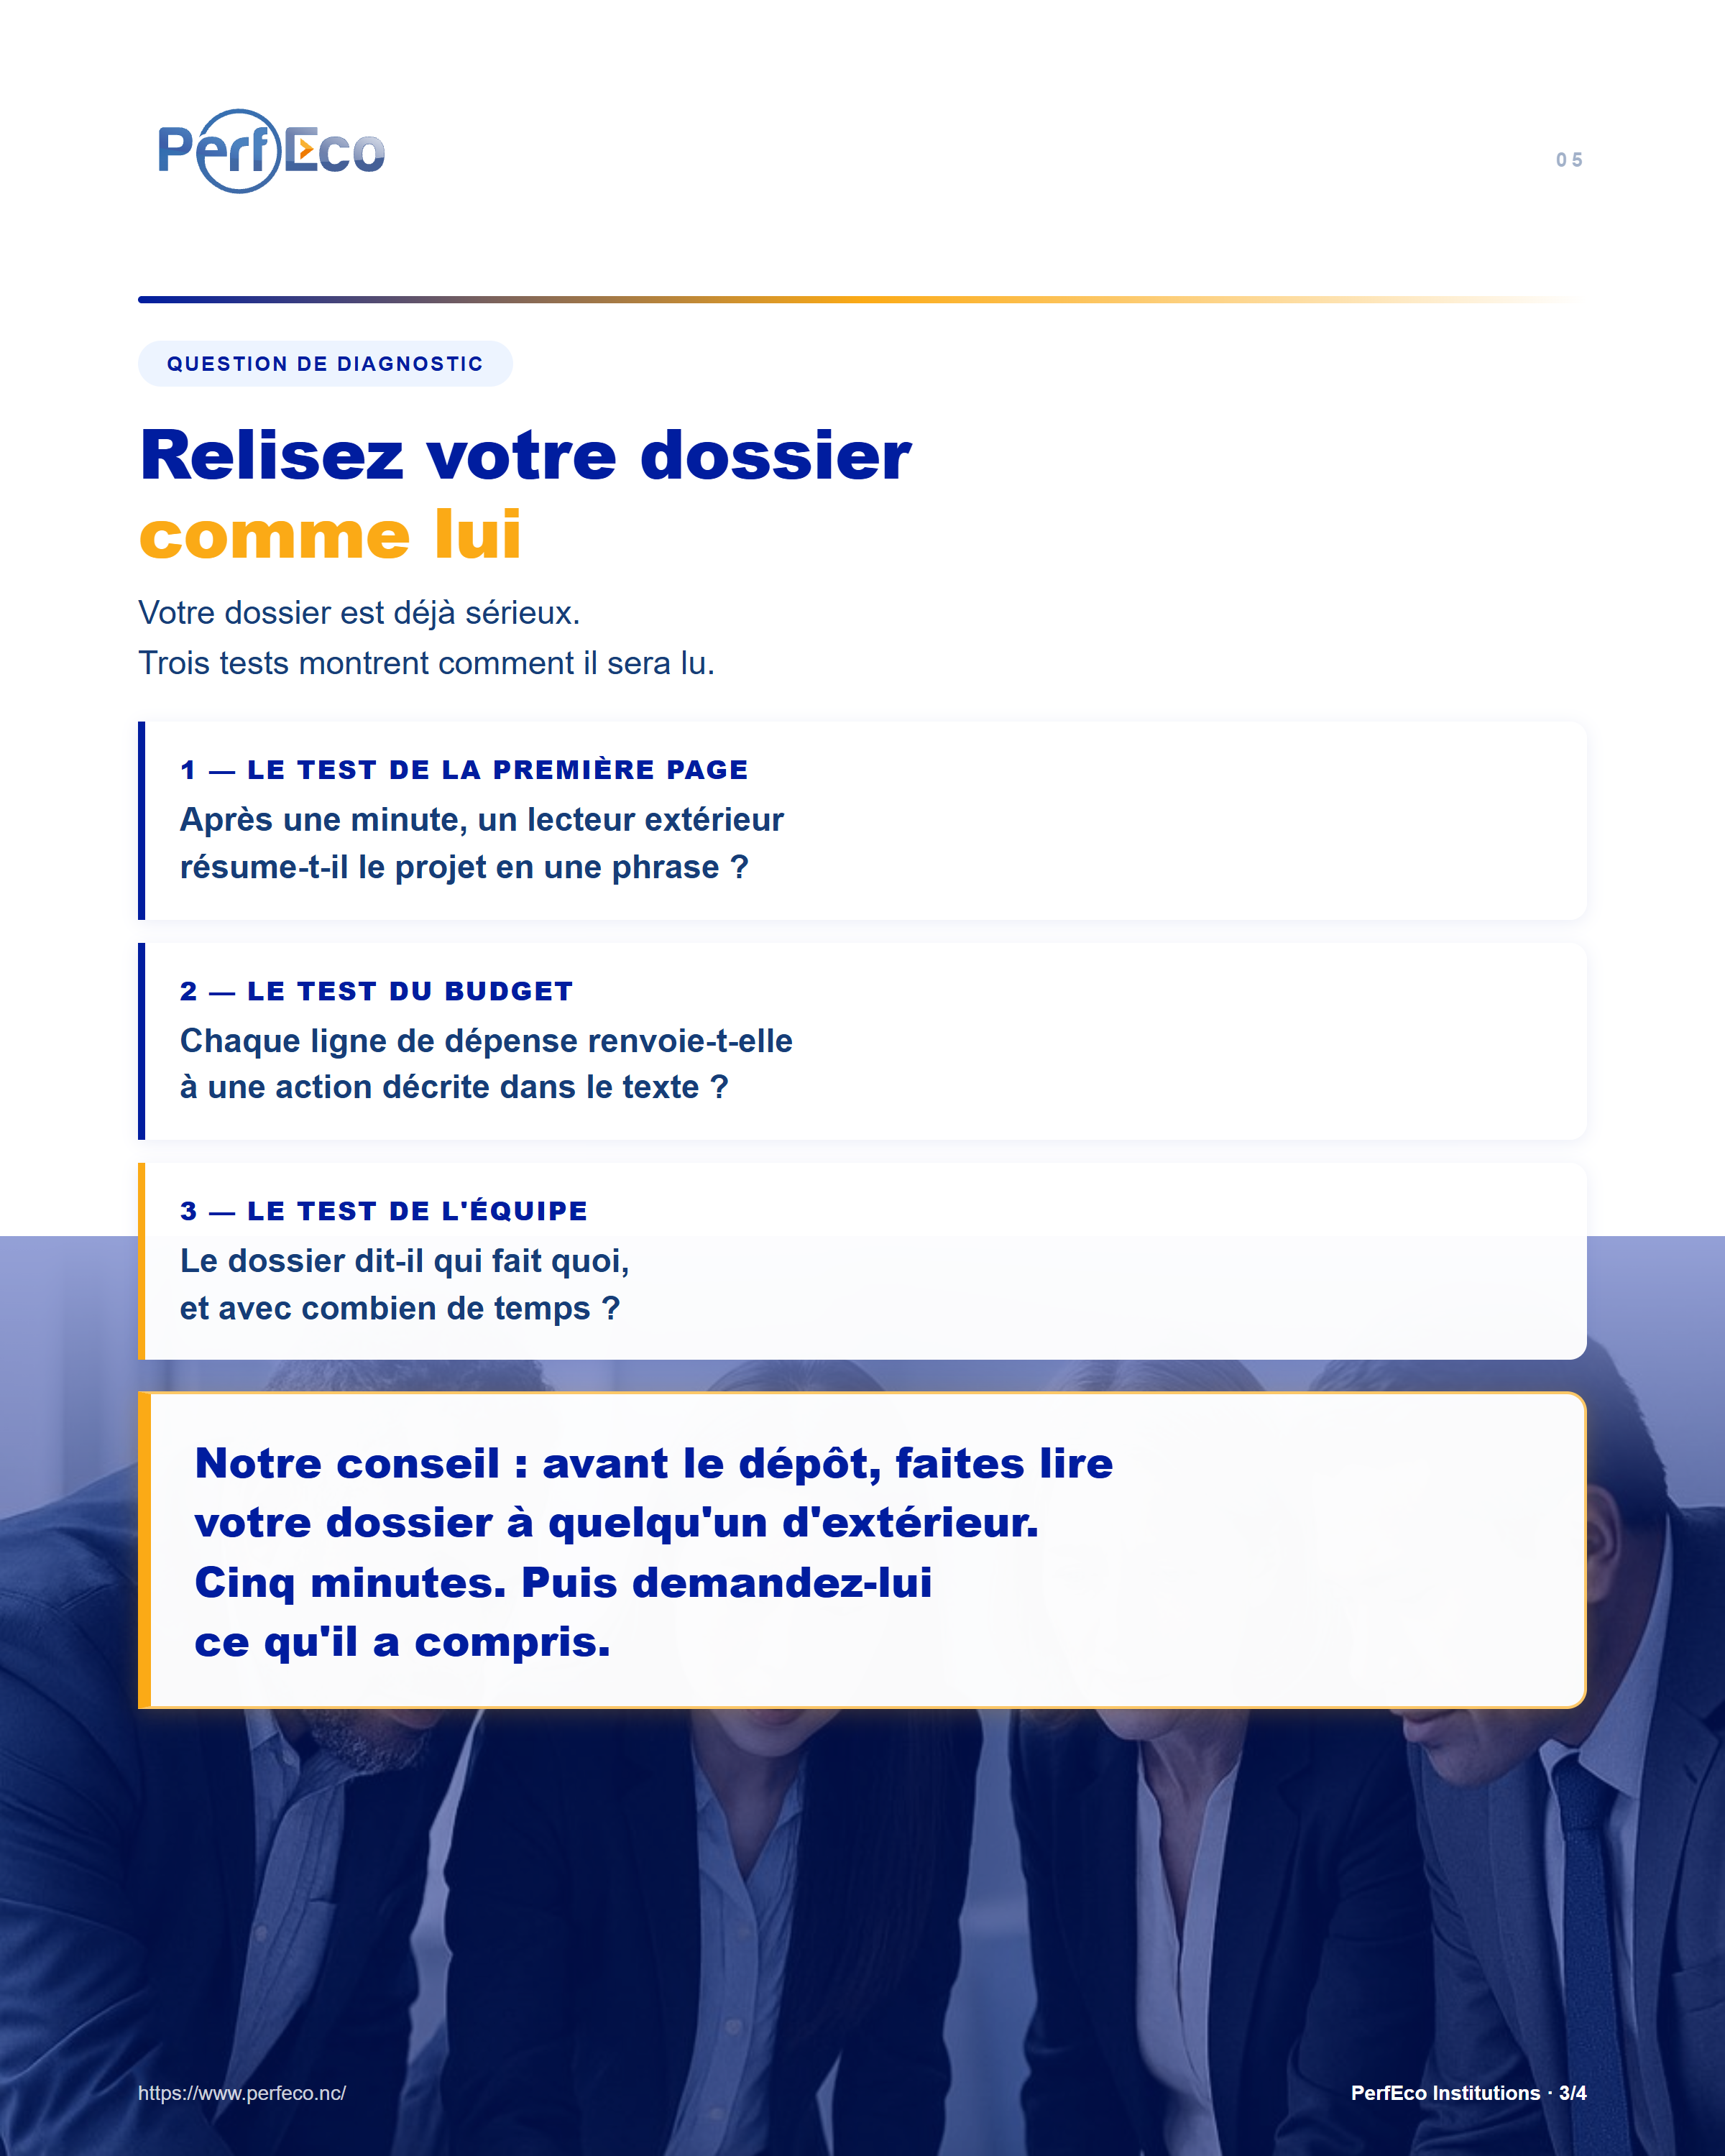 PerfEco
05
QUESTION DE DIAGNOSTIC
Relisez votre dossier
comme lui
Votre dossier est déjà sérieux.
Trois tests montrent comment il sera lu.
1 — LE TEST DE LA PREMIÈRE PAGE
Après une minute, un lecteur extérieur
résume-t-il le projet en une phrase ?
2 — LE TEST DU BUDGET
Chaque ligne de dépense renvoie-t-elle
à une action décrite dans le texte ?
3 — LE TEST DE L'ÉQUIPE
Le dossier dit-il qui fait quoi,
et avec combien de temps ?
Notre conseil : avant le dépôt, faites lire
votre dossier à quelqu'un d'extérieur.
Cinq minutes. Puis demandez-lui
ce qu'il a compris.
https://www.perfeco.nc/
PerfEco Institutions · 3/4